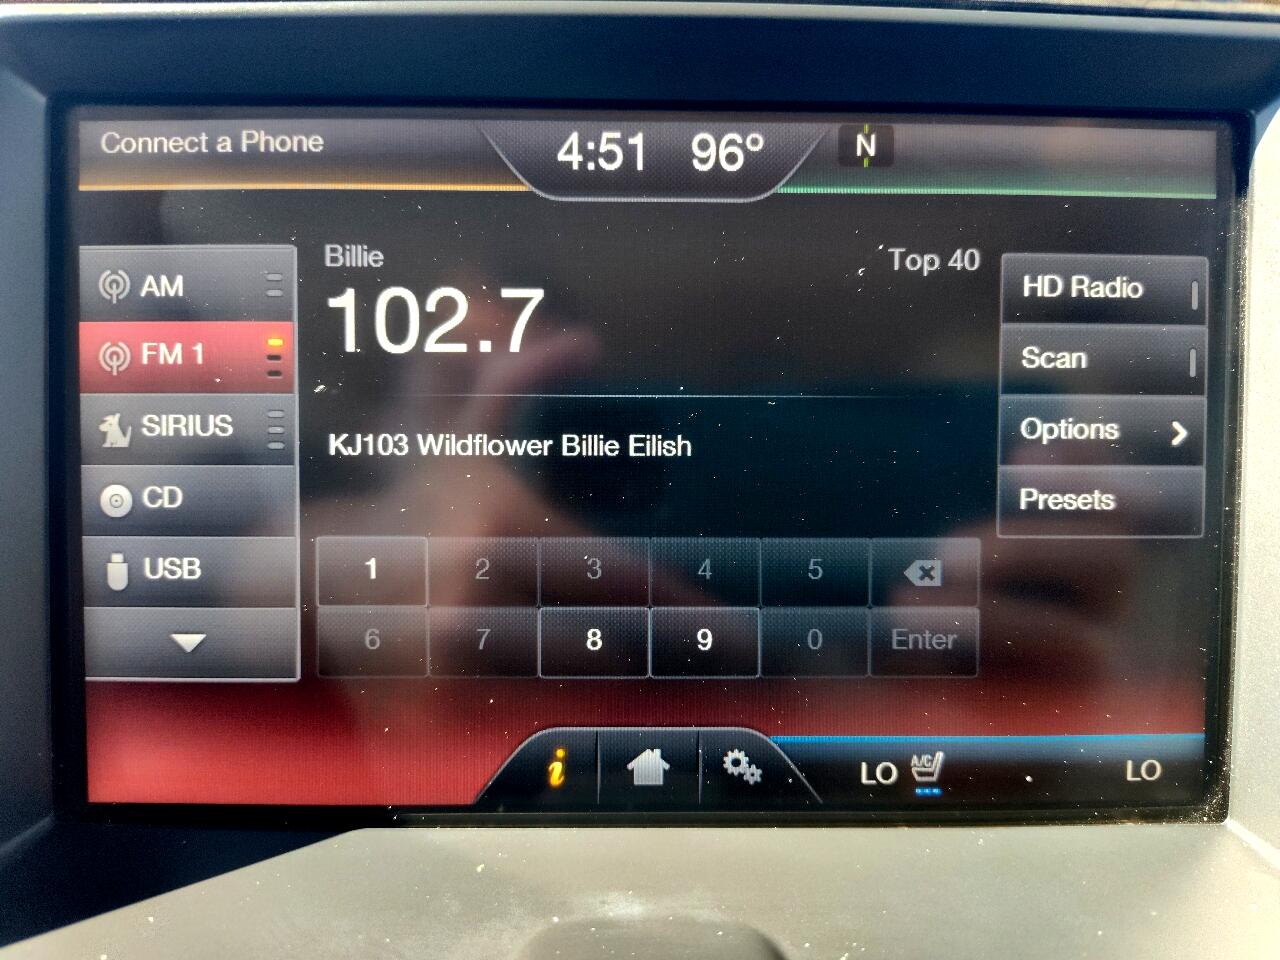 Connect a Phone
4:51 96° N
AM
FM 1
SIRIUS
CD
USB
Billie
Top 40
102.7
KJ103 Wildflower Billie Eilish
1 2 3 4 5
6 7 8 9 0 Enter
HD Radio
Scan
Options
Presets
i
LO A/C LO